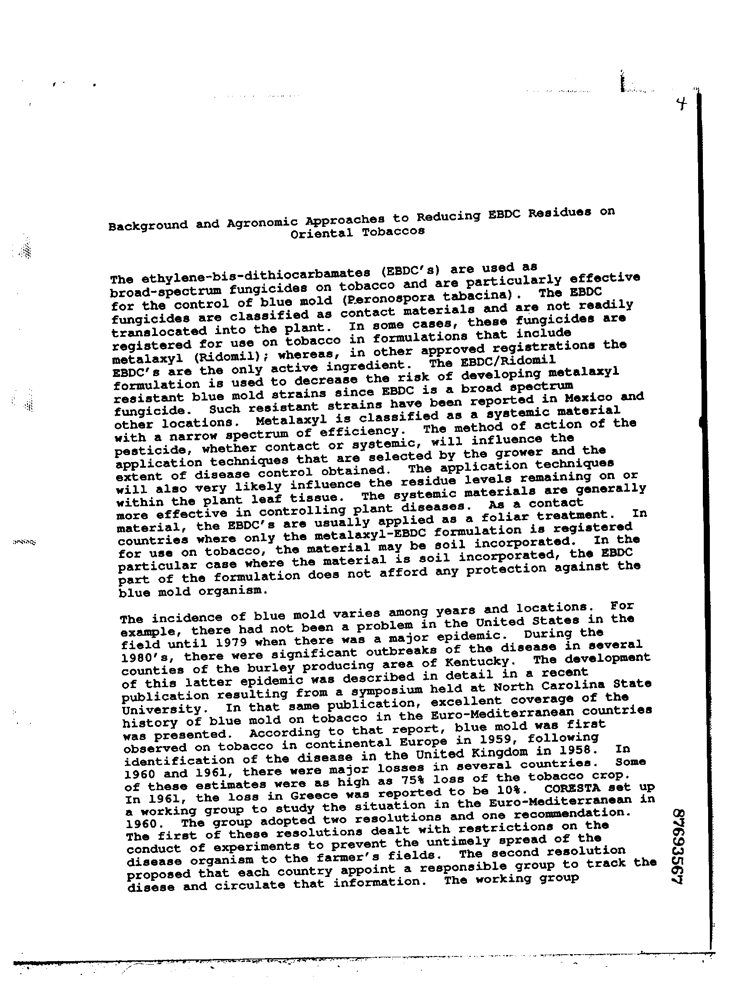 4
Background and Agronomic Approaches to Reducing EBDC Residues on
Oriental Tobaccos
The ethylene-bis-dithiocarbamates (EBDC's) are used as
broad-spectrum fungicides on tobacco and are particularly effective
for the control of blue mold (Peronospora tabacina). The EBDC
fungicides are classified as contact materials and are not readily
translocated into the plant. In some cases, these fungicides are
registered for use on tobacco in formulations that include
metalaxyl (Ridomil); whereas, in other approved registrations the
EBDC's are the only active ingredient. The EBDC/Ridomil
formulation is used to decrease the risk of developing metalaxyl
resistant blue mold strains since EBDC is a broad spectrum
fungicide. Such resistant strains have been reported in Mexico and
other locations. Metalaxyl is classified as a systemic material
with a narrow spectrum of efficiency. The method of action of the
pesticide, whether contact or systemic, will influence the
application techniques that are selected by the grower and the
extent of disease control obtained. The application techniques
will also very likely influence the residue levels remaining on or
within the plant leaf tissue. The systemic materials are generally
more effective in controlling plant diseases. As a contact
material, the EBDC's are usually applied as a foliar treatment. In
countries where only the metalaxyl-EBDC formulation is registered
for use on tobacco, the material may be soil incorporated. In the
particular case where the material is soil incorporated, the EBDC
part of the formulation does not afford any protection against the
blue mold organism.
The incidence of blue mold varies among years and locations. For
example, there had not been a problem in the United States in the
field until 1979 when there was a major epidemic. During the
1980's, there were significant outbreaks of the disease in several
counties of the burley producing area of Kentucky. The development
of this latter epidemic was described in detail in a recent
publication resulting from a symposium held at North Carolina State
University. In that same publication, excellent coverage of the
history of blue mold on tobacco in the Euro-Mediterranean countries
was presented. According to that report, blue mold was first
observed on tobacco in continental Europe in 1959, following
identification of the disease in the United Kingdom in 1958. In
1960 and 1961, there were major losses in several countries. Some
of these estimates were as high as 75% loss of the tobacco crop.
In 1961, the loss in Greece was reported to be 10%. CORESTA set up
a working group to study the situation in the Euro-Mediterranean in
1960. The group adopted two resolutions and one recommendation.
The first of these resolutions dealt with restrictions on the
conduct of experiments to prevent the untimely spread of the
disease organism to the farmer's fields. The second resolution
proposed that each country appoint a responsible group to track the
disese and circulate that information. The working group
87693567